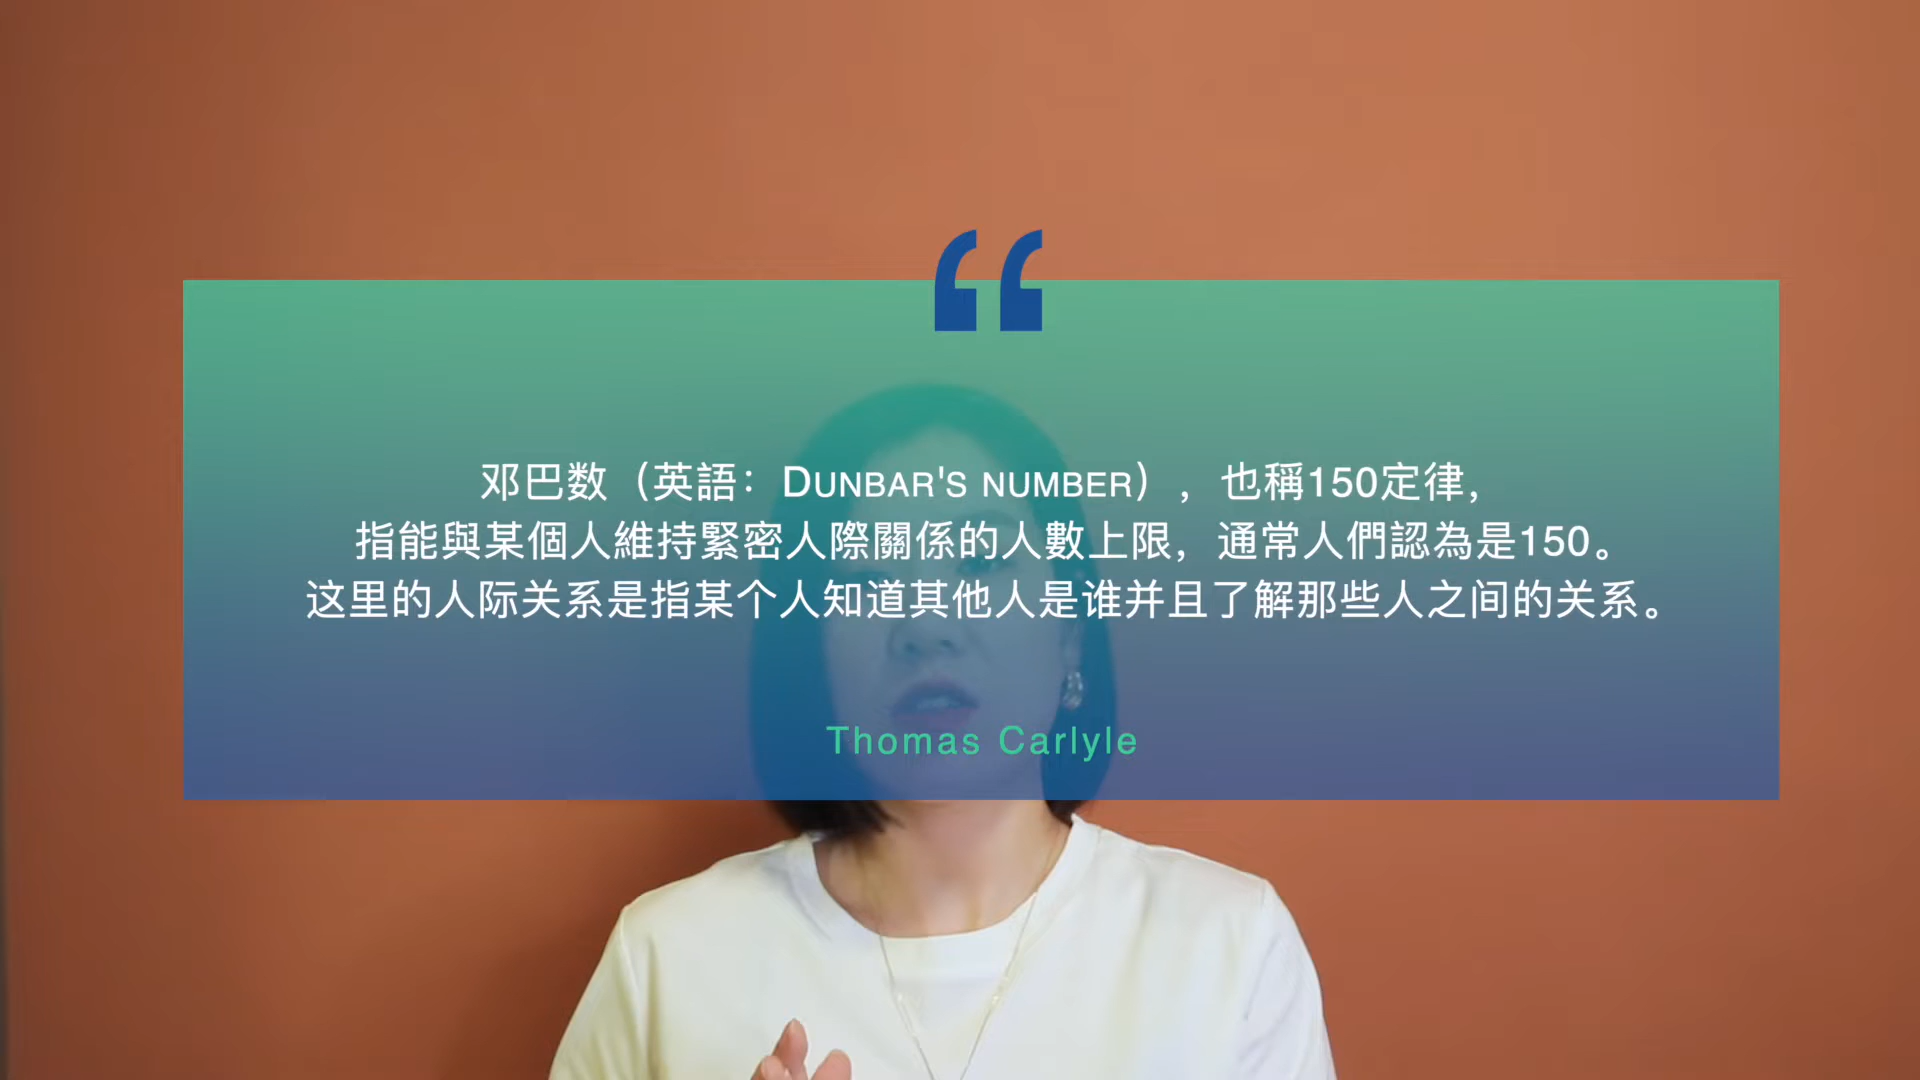 邓巴数（英語：DUNBAR'S NUMBER），也稱150定律，
指能與某個人維持緊密人際關係的人數上限，通常人們認為是150。
这里的人际关系是指某个人知道其他人是谁并且了解那些人之间的关系。
Thomas Carlyle